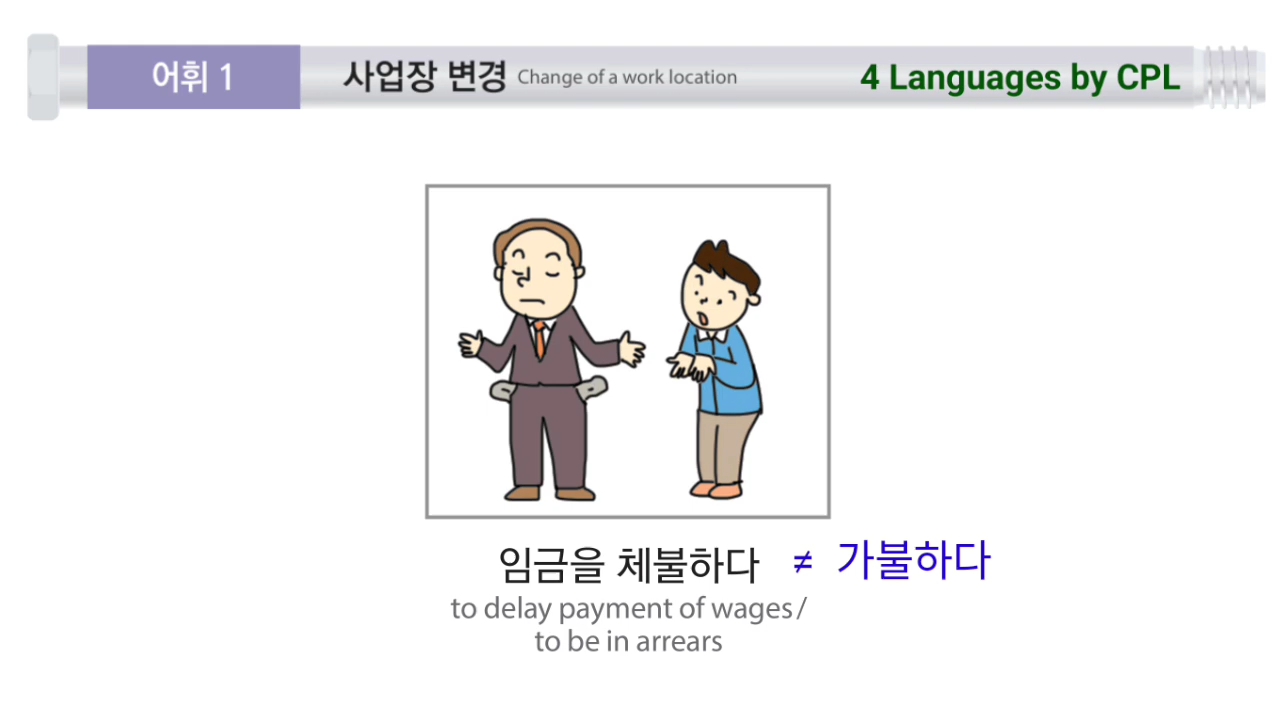 어휘 1
사업장 변경 Change of a work location
4 Languages by CPL
임금을 체불하다 ≠ 가불하다
to delay payment of wages/
to be in arrears